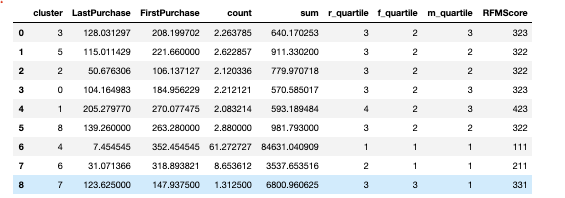 cluster LastPurchase FirstPurchase count sum r_quartile f_quartile m_quartile RFMScore
0 3 128.031297 208.199702 2.263785 640.170253 3 2 3 323
1 5 115.011429 221.660000 2.622857 911.330200 3 2 2 322
2 2 50.676306 106.137127 2.120336 779.970718 3 2 2 322
3 0 104.164983 184.956229 2.212121 570.585017 3 2 3 323
4 1 205.279770 270.077475 2.083214 593.189484 4 2 3 423
5 8 139.260000 263.280000 2.880000 981.793000 3 2 2 322
6 4 7.454545 352.454545 61.272727 84631.040909 1 1 1 111
7 6 31.071366 318.893821 8.653612 3537.653516 2 1 1 211
8 7 123.625000 147.937500 1.312500 6800.960625 3 3 1 331